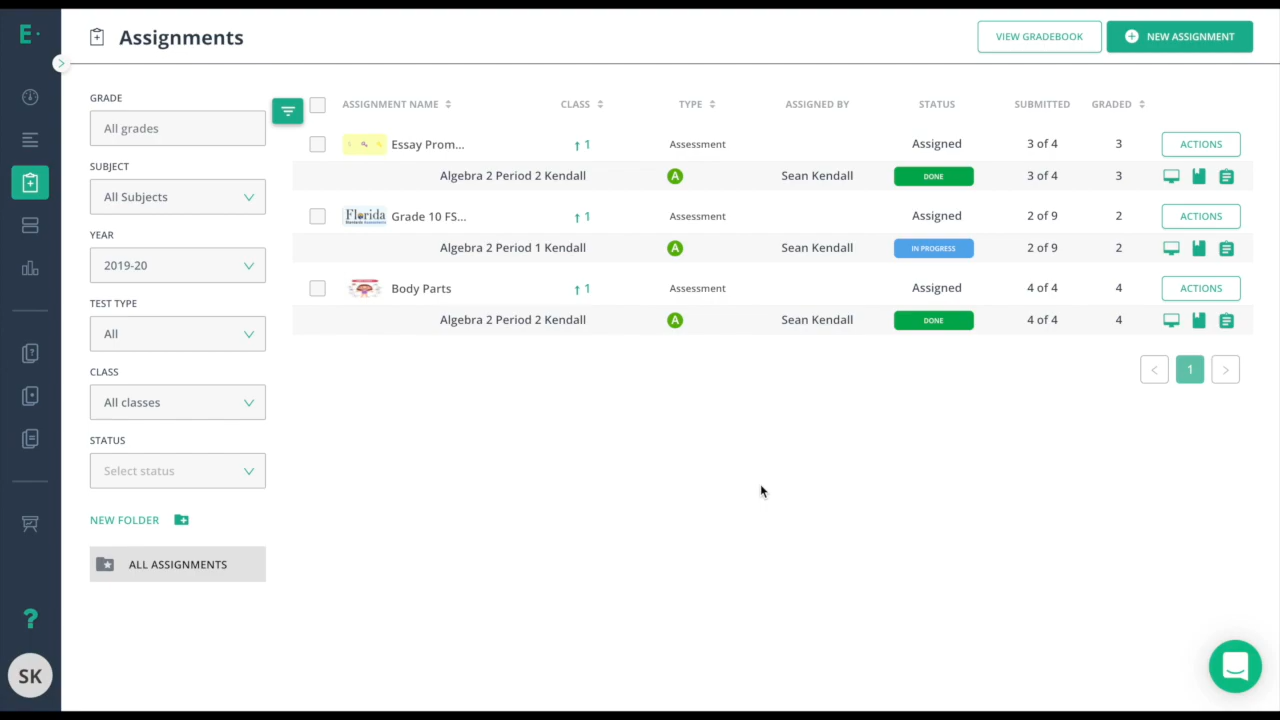 E·
Assignments
VIEW GRADEBOOK
NEW ASSIGNMENT
GRADE
All grades
SUBJECT
All Subjects
YEAR
2019-20
TEST TYPE
All
CLASS
All classes
STATUS
Select status
NEW FOLDER
ALL ASSIGNMENTS
ASSIGNMENT NAME CLASS TYPE ASSIGNED BY STATUS SUBMITTED GRADED
Essay Prom... 1 Assessment Assigned 3 of 4 3 ACTIONS
Algebra 2 Period 2 Kendall A Sean Kendall DONE 3 of 4 3
Florida Grade 10 FS... 1 Assessment Assigned 2 of 9 2 ACTIONS
Algebra 2 Period 1 Kendall A Sean Kendall IN PROGRESS 2 of 9 2
Body Parts 1 Assessment Assigned 4 of 4 4 ACTIONS
Algebra 2 Period 2 Kendall A Sean Kendall DONE 4 of 4 4
< 1 >
?
SK